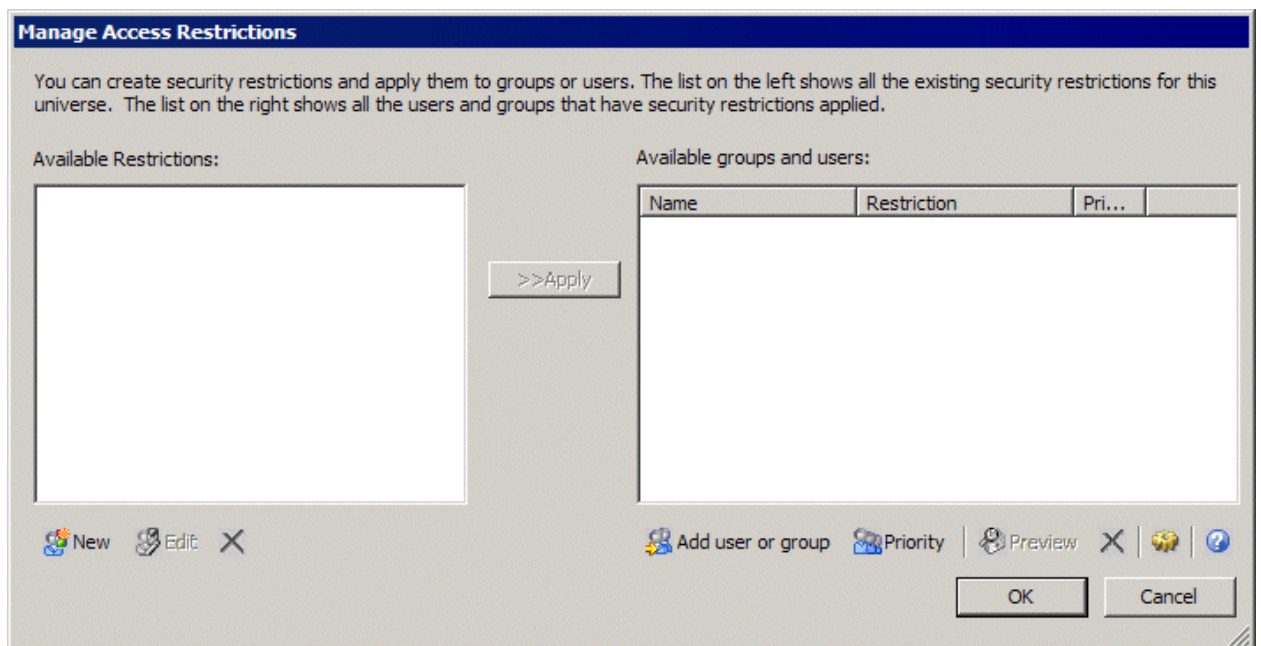 Manage Access Restrictions
You can create security restrictions and apply them to groups or users. The list on the left shows all the existing security restrictions for this
universe. The list on the right shows all the users and groups that have security restrictions applied.
Available Restrictions:
Available groups and users:
Name Restriction Pri...
>>Apply
New Edit
Add user or group Priority Preview
OK Cancel